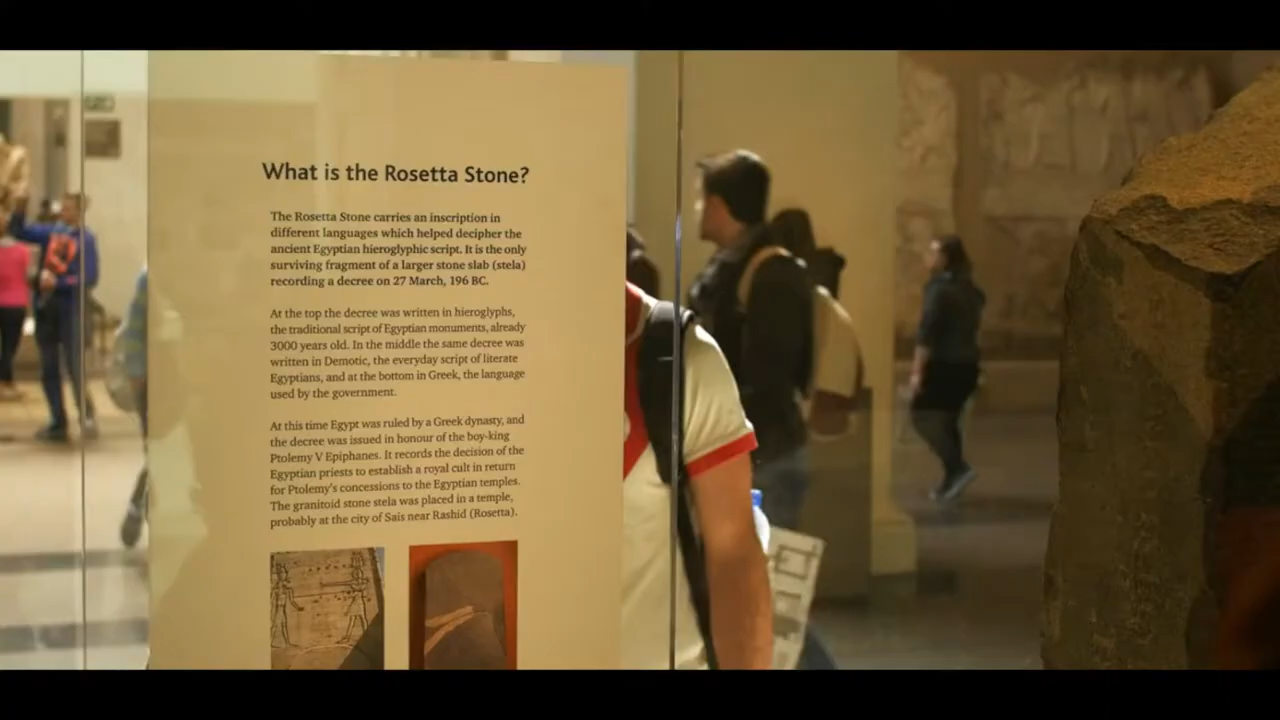 What is the Rosetta Stone?
The Rosetta Stone carries an inscription in
different languages which helped decipher the
ancient Egyptian hieroglyphic script. It is the only
surviving fragment of a larger stone slab (stela)
recording a decree on 27 March, 196 BC.
At the top the decree was written in hieroglyphs,
the traditional script of Egyptian monuments, already
3000 years old. In the middle the same decree was
written in Demotic, the everyday script of literate
Egyptians, and at the bottom in Greek, the language
used by the government.
At this time Egypt was ruled by a Greek dynasty, and
the decree was issued in honour of the boy-king
Ptolemy V Epiphanes. It records the decision of the
Egyptian priests to establish a royal cult in return
for Ptolemy's concessions to the Egyptian temples.
The granitoid stone stela was placed in a temple,
probably at the city of Sais near Rashid (Rosetta).